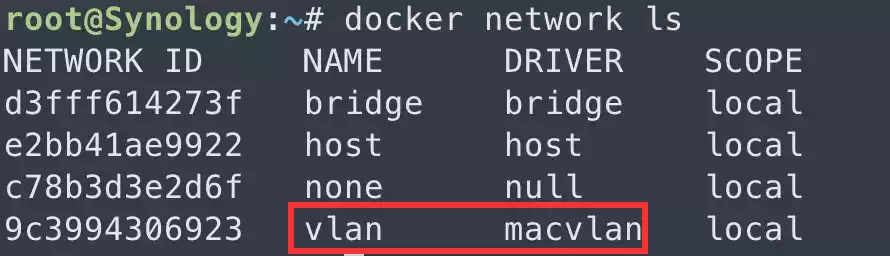 root@Synology:~# docker network ls
NETWORK ID NAME DRIVER SCOPE
d3fff614273f bridge bridge local
e2bb41ae9922 host host local
c78b3d3e2d6f none null local
9c3994306923 vlan macvlan local